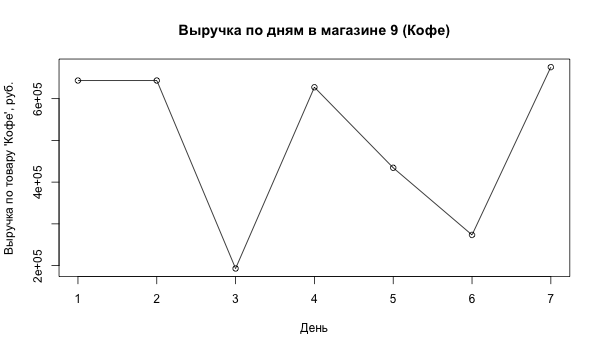 Выручка по дням в магазине 9 (Кофе)
Выручка по товару 'Кофе', руб.
6e+05
4e+05
2e+05
1 2 3 4 5 6 7
День